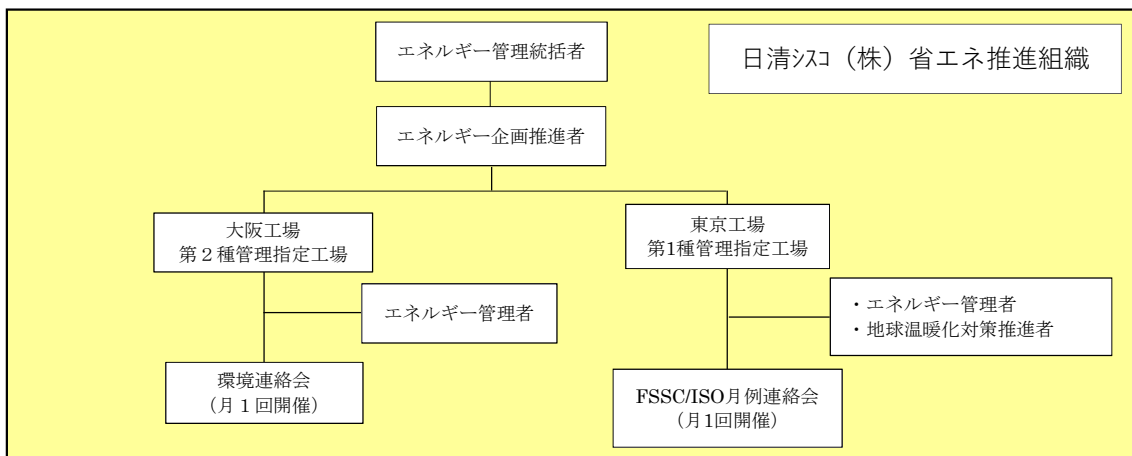 エネルギー管理統括者
日清ｼｽｺ（株）省エネ推進組織
エネルギー企画推進者
大阪工場
第２種管理指定工場
東京工場
第1種管理指定工場
エネルギー管理者
・エネルギー管理者
・地球温暖化対策推進者
環境連絡会
（月１回開催）
FSSC/ISO月例連絡会
（月1回開催）